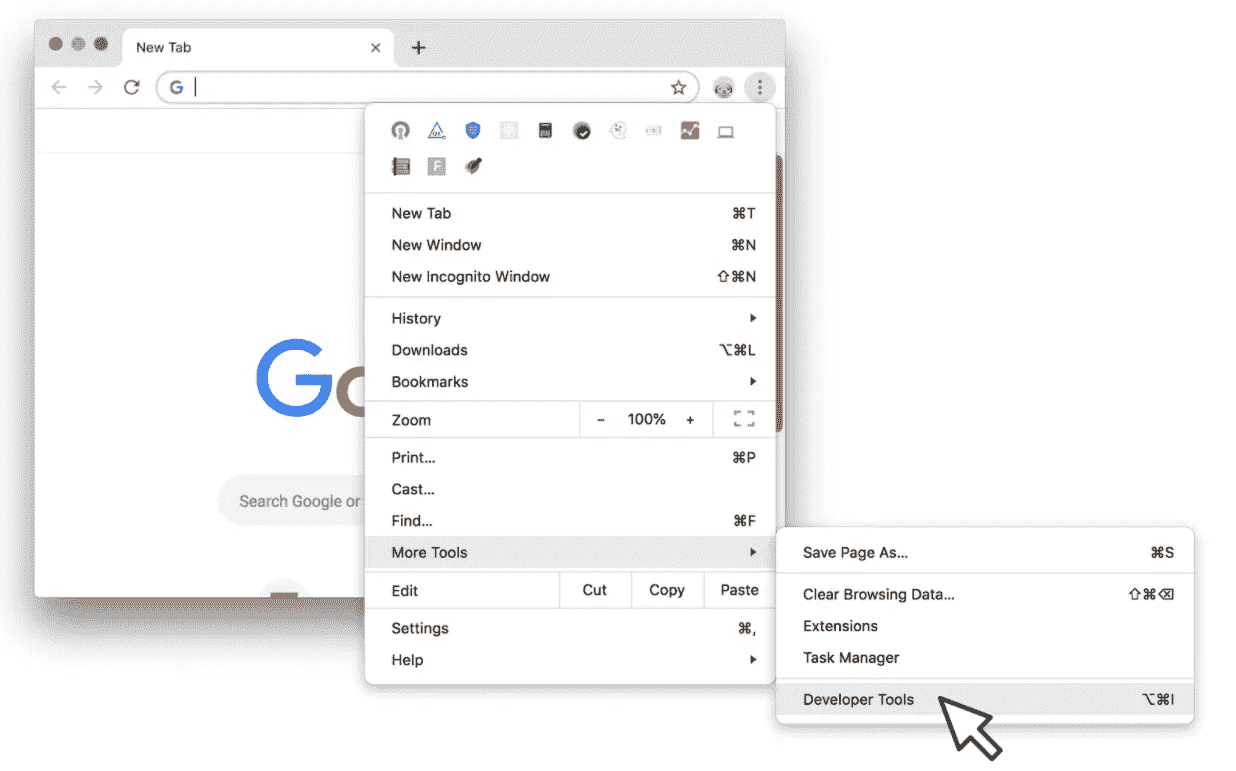 New Tab
New Tab ⌘T
New Window ⌘N
New Incognito Window ⇧⌘N
History
Downloads ⌥⌘L
Bookmarks
Zoom - 100% +
Print... ⌘P
Search Google or
Cast...
Find... ⌘F
More Tools
Save Page As... ⌘S
Edit Cut Copy Paste
Clear Browsing Data... ⇧⌘⌫
Extensions
Settings ⌘,
Help
Task Manager
Developer Tools ⌥⌘I